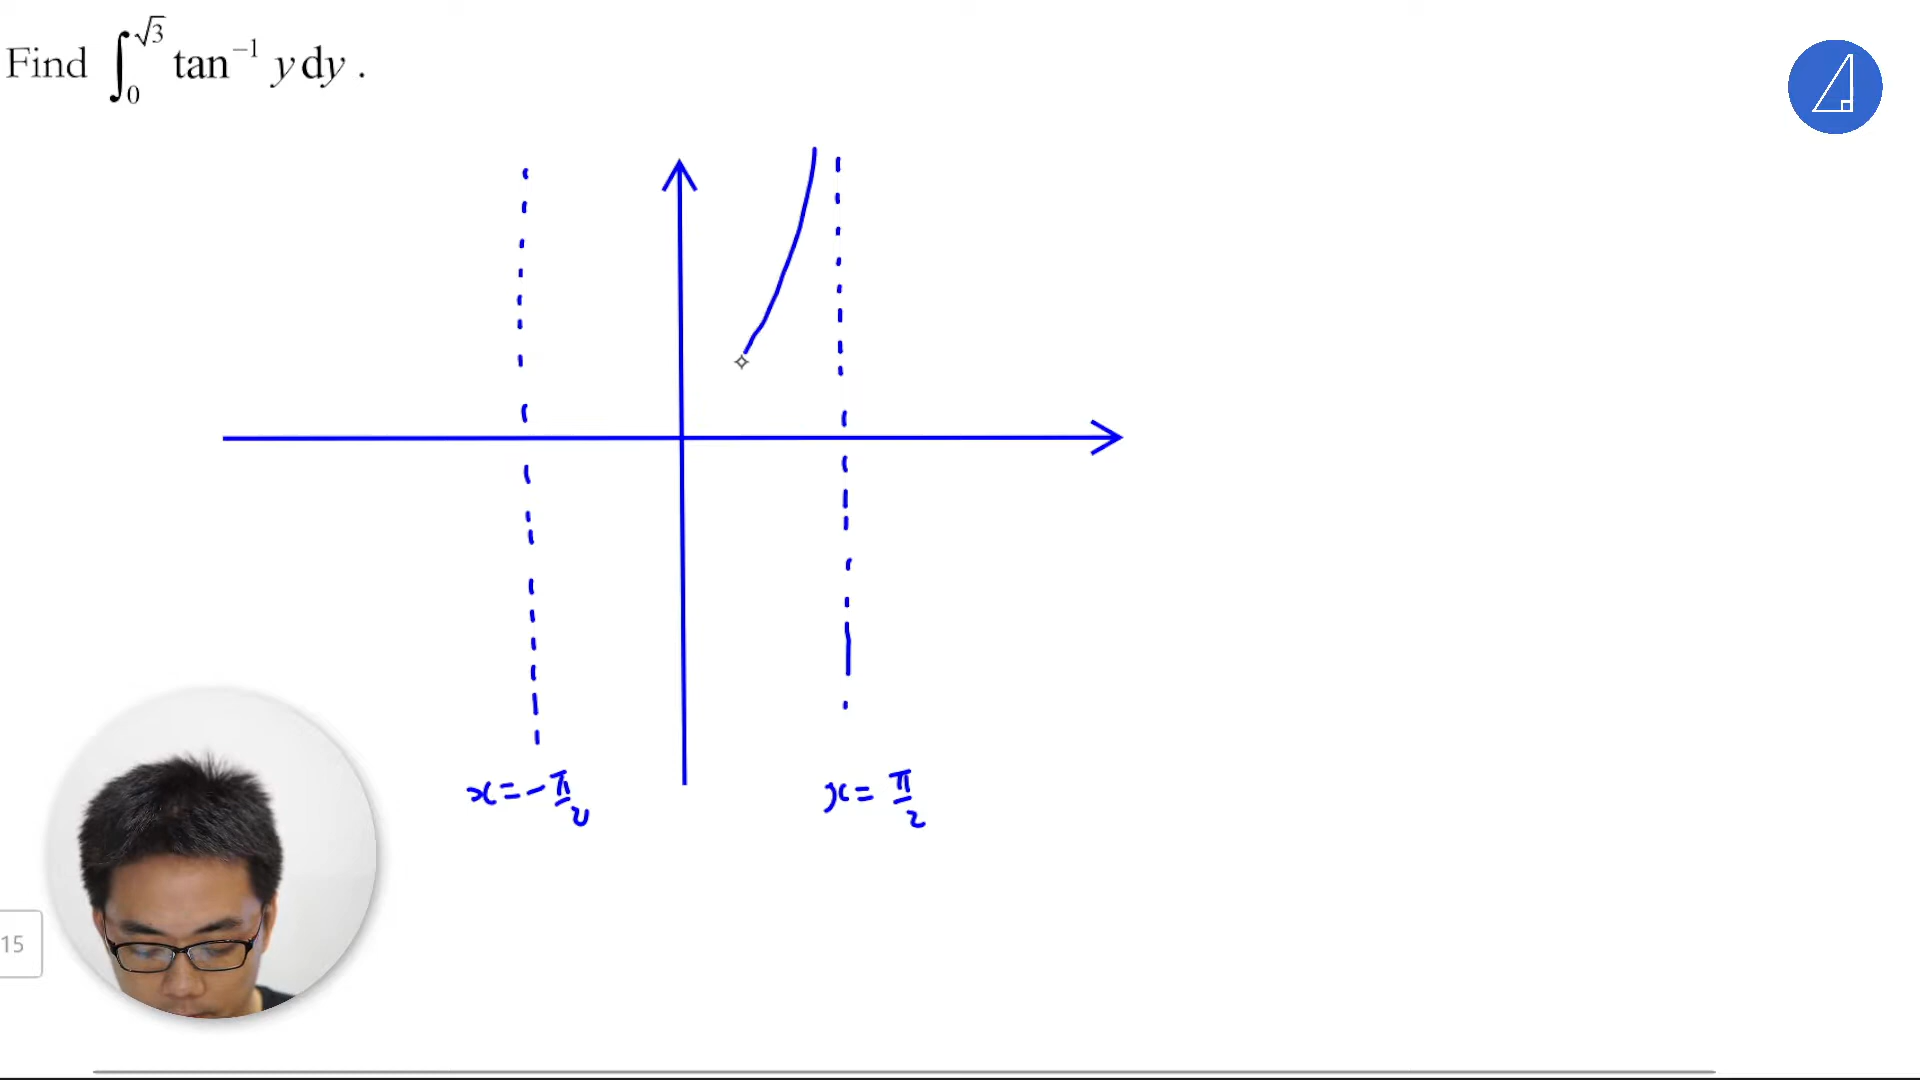 Find ∫₀^√3 tan⁻¹ y dy .
x = -π/2
x = π/2
15